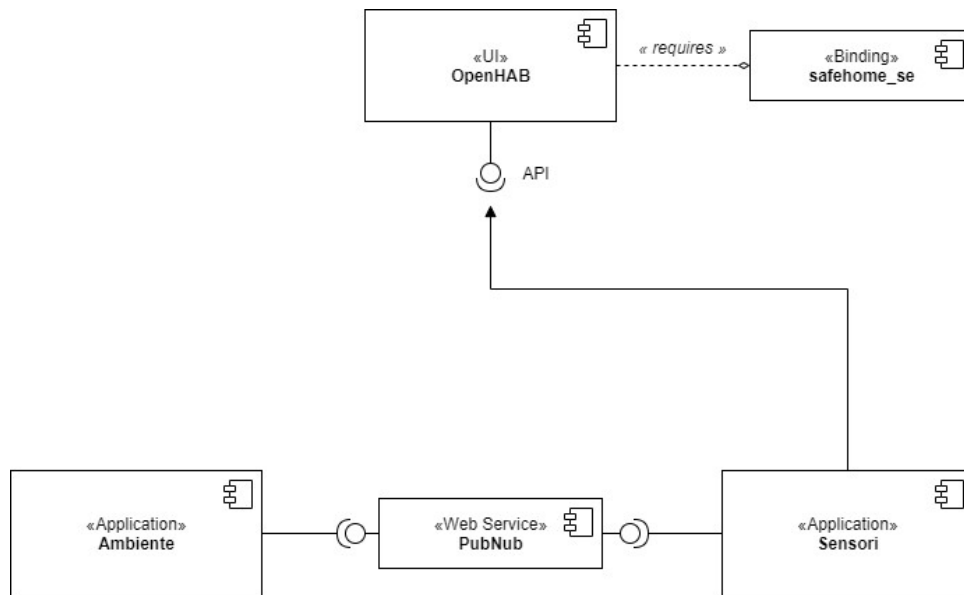 «UI»
OpenHAB
« requires »
«Binding»
safehome_se
API
«Application»
Ambiente
«Web Service»
PubNub
«Application»
Sensori